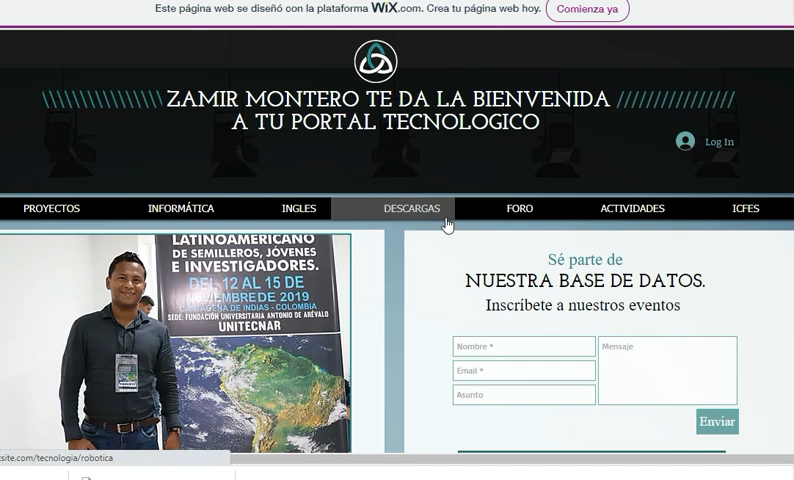 Este página web se diseñó con la plataforma WiX.com. Crea tu página web hoy. Comienza ya
ZAMIR MONTERO TE DA LA BIENVENIDA
A TU PORTAL TECNOLOGICO
Log In
PROYECTOS INFORMÁTICA INGLES DESCARGAS FORO ACTIVIDADES ICFES
LATINOAMERICANO
DE SEMILLEROS, JÓVENES
E INVESTIGADORES.
DEL 12 AL 15 DE
NOVIEMBRE DE 2019
CARTAGENA DE INDIAS - COLOMBIA
SEDE: FUNDACIÓN UNIVERSITARIA ANTONIO DE ARÉVALO
UNITECNAR
Sé parte de
NUESTRA BASE DE DATOS.
Inscríbete a nuestros eventos
Nombre *
Mensaje
Email *
Asunto
Enviar
site.com/tecnologia/robotica